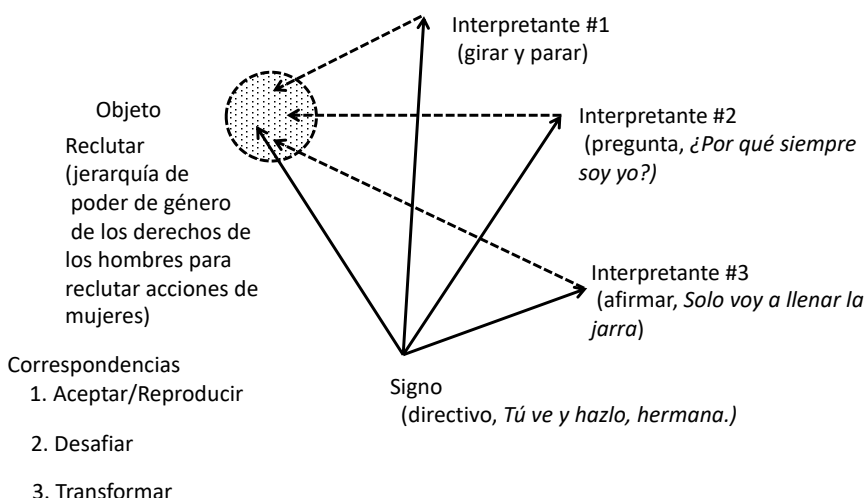 Interpretante #1
(girar y parar)
Objeto
Reclutar
(jerarquía de
poder de género
de los derechos de
los hombres para
reclutar acciones de
mujeres)
Interpretante #2
(pregunta, ¿Por qué siempre
soy yo?)
Interpretante #3
(afirmar, Solo voy a llenar la
jarra)
Correspondencias
1. Aceptar/Reproducir
2. Desafiar
3. Transformar
Signo
(directivo, Tú ve y hazlo, hermana.)